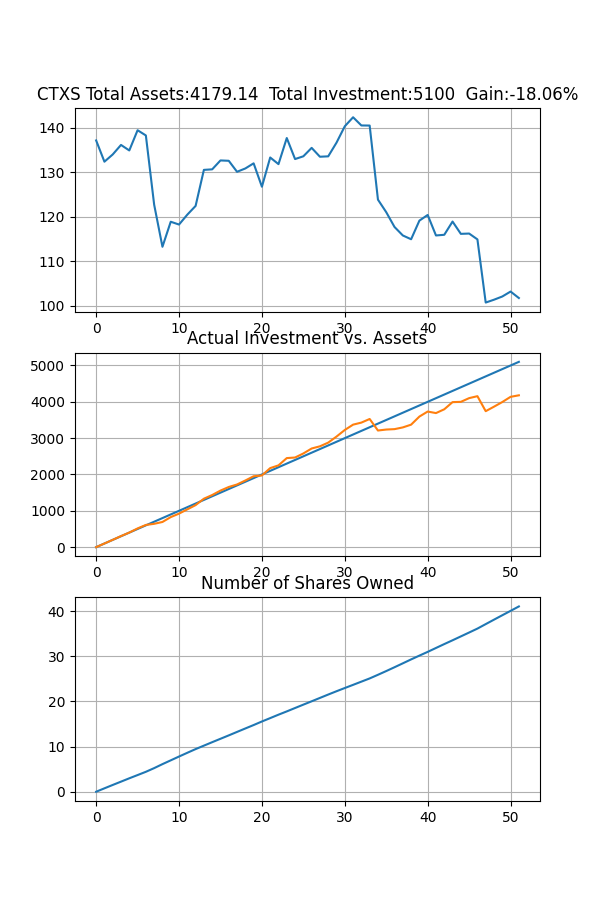 CTXS Total Assets:4179.14  Total Investment:5100  Gain:-18.06%
140
130
120
110
100
0 10 20 30 40 50
Actual Investment vs. Assets
5000
4000
3000
2000
1000
0
0 10 20 30 40 50
Number of Shares Owned
40
30
20
10
0
0 10 20 30 40 50